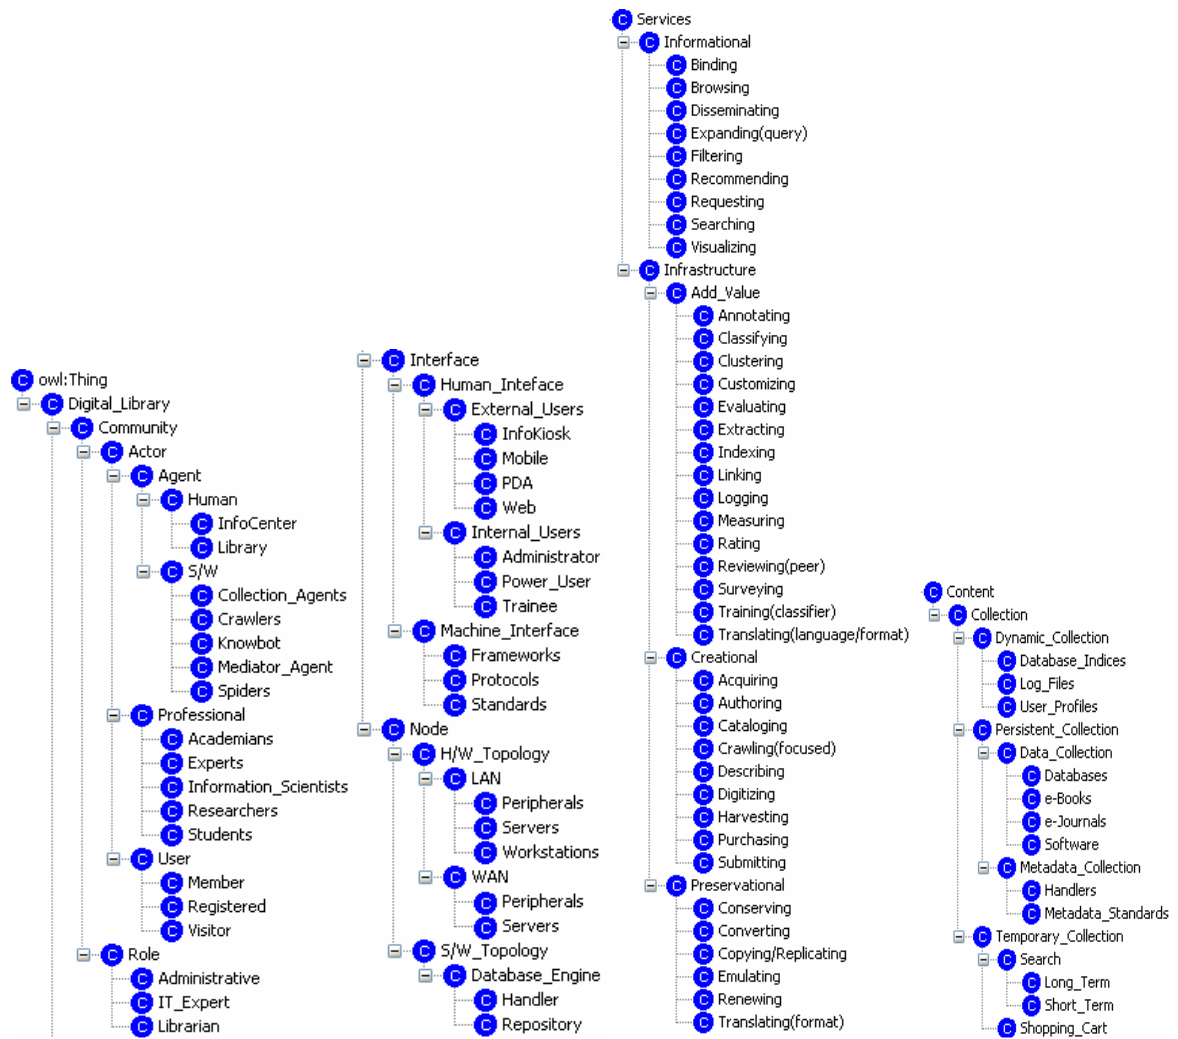 owl:Thing
Digital_Library
Community
Actor
Agent
Human
InfoCenter
Library
S/W
Collection_Agents
Crawlers
Knowbot
Mediator_Agent
Spiders
Professional
Academians
Experts
Information_Scientists
Researchers
Students
User
Member
Registered
Visitor
Role
Administrative
IT_Expert
Librarian
Interface
Human_Inteface
External_Users
InfoKiosk
Mobile
PDA
Web
Internal_Users
Administrator
Power_User
Trainee
Machine_Interface
Frameworks
Protocols
Standards
Node
H/W_Topology
LAN
Peripherals
Servers
Workstations
WAN
Peripherals
Servers
S/W_Topology
Database_Engine
Handler
Repository
Services
Informational
Binding
Browsing
Disseminating
Expanding(query)
Filtering
Recommending
Requesting
Searching
Visualizing
Infrastructure
Add_Value
Annotating
Classifying
Clustering
Customizing
Evaluating
Extracting
Indexing
Linking
Logging
Measuring
Rating
Reviewing(peer)
Surveying
Training(classifier)
Translating(language/format)
Creational
Acquiring
Authoring
Cataloging
Crawling(focused)
Describing
Digitizing
Harvesting
Purchasing
Submitting
Preservational
Conserving
Converting
Copying/Replicating
Emulating
Renewing
Translating(format)
Content
Collection
Dynamic_Collection
Database_Indices
Log_Files
User_Profiles
Persistent_Collection
Data_Collection
Databases
e-Books
e-Journals
Software
Metadata_Collection
Handlers
Metadata_Standards
Temporary_Collection
Search
Long_Term
Short_Term
Shopping_Cart